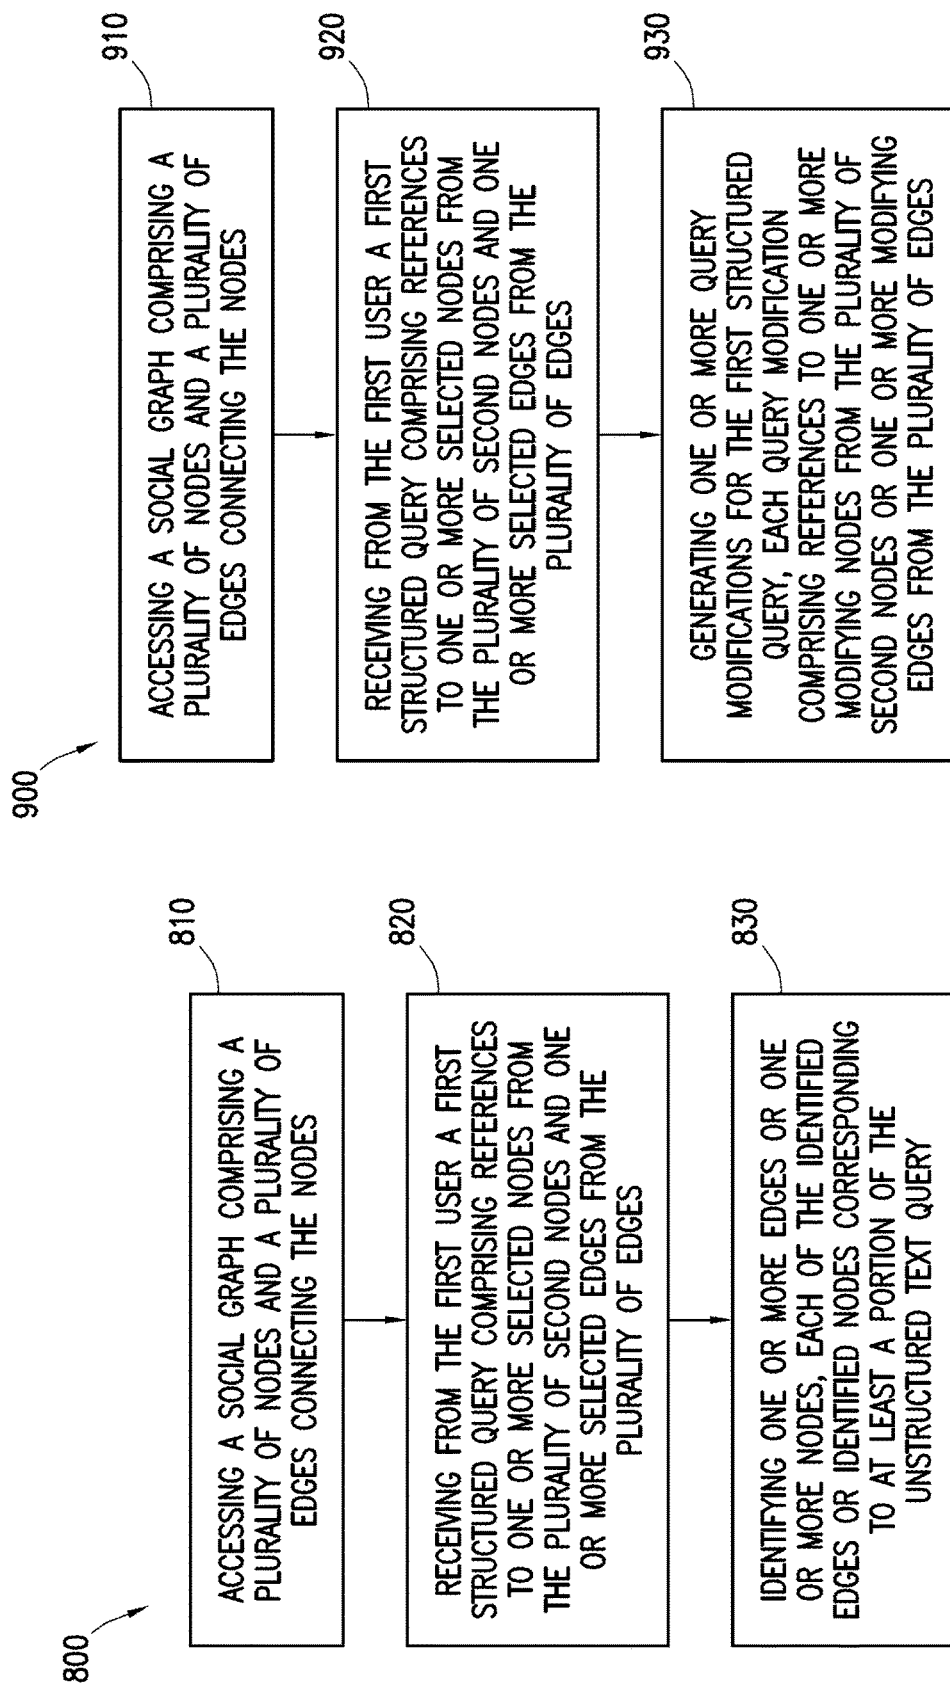 800
810
ACCESSING A SOCIAL GRAPH COMPRISING A
PLURALITY OF NODES AND A PLURALITY OF
EDGES CONNECTING THE NODES
820
RECEIVING FROM THE FIRST USER A FIRST
STRUCTURED QUERY COMPRISING REFERENCES
TO ONE OR MORE SELECTED NODES FROM
THE PLURALITY OF SECOND NODES AND ONE
OR MORE SELECTED EDGES FROM THE
PLURALITY OF EDGES
830
IDENTIFYING ONE OR MORE EDGES OR ONE
OR MORE NODES, EACH OF THE IDENTIFIED
EDGES OR IDENTIFIED NODES CORRESPONDING
TO AT LEAST A PORTION OF THE
UNSTRUCTURED TEXT QUERY
900
910
ACCESSING A SOCIAL GRAPH COMPRISING A
PLURALITY OF NODES AND A PLURALITY OF
EDGES CONNECTING THE NODES
920
RECEIVING FROM THE FIRST USER A FIRST
STRUCTURED QUERY COMPRISING REFERENCES
TO ONE OR MORE SELECTED NODES FROM
THE PLURALITY OF SECOND NODES AND ONE
OR MORE SELECTED EDGES FROM THE
PLURALITY OF EDGES
930
GENERATING ONE OR MORE QUERY
MODIFICATIONS FOR THE FIRST STRUCTURED
QUERY, EACH QUERY MODIFICATION
COMPRISING REFERENCES TO ONE OR MORE
MODIFYING NODES FROM THE PLURALITY OF
SECOND NODES OR ONE OR MORE MODIFYING
EDGES FROM THE PLURALITY OF EDGES